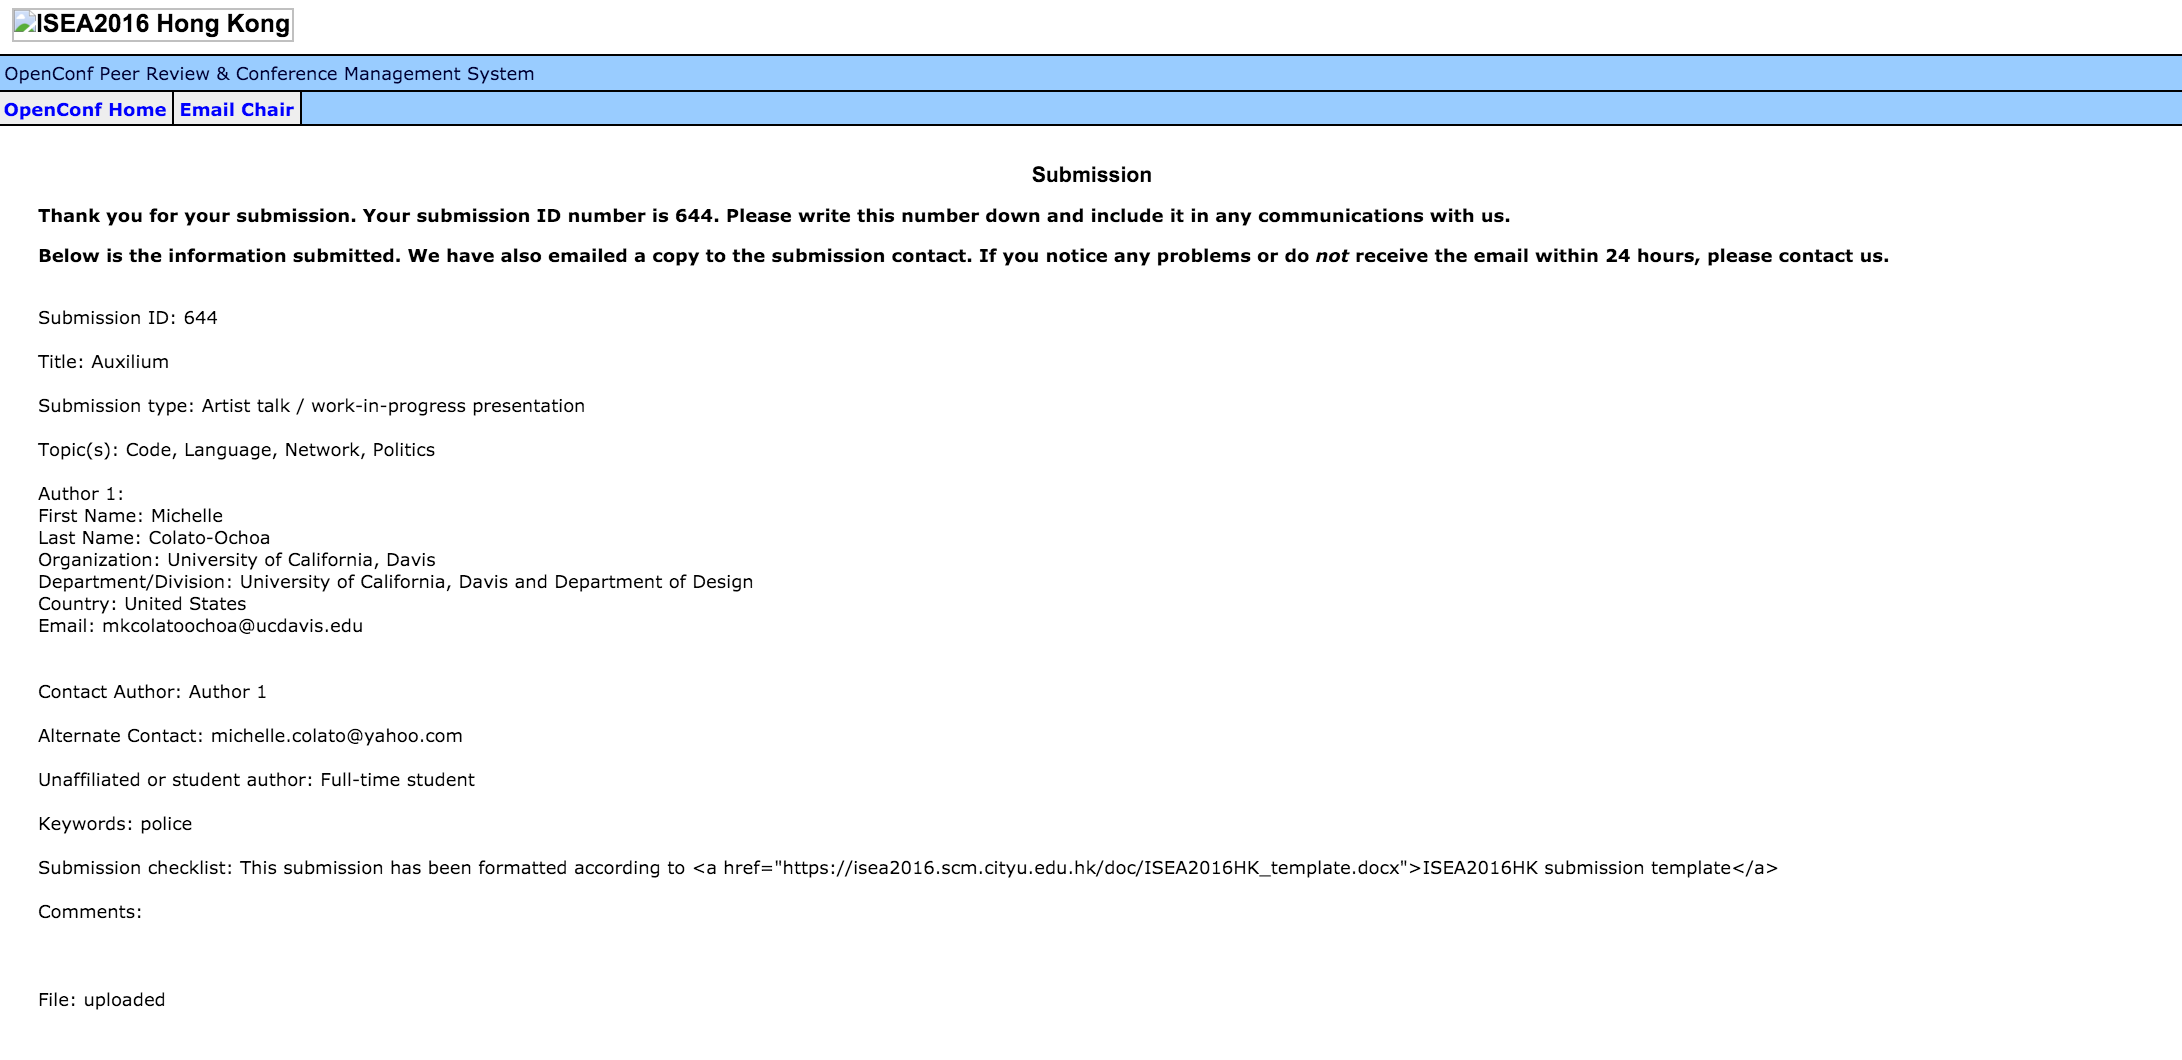 ISEA2016 Hong Kong
OpenConf Peer Review & Conference Management System
OpenConf Home Email Chair
Submission
Thank you for your submission. Your submission ID number is 644. Please write this number down and include it in any communications with us.
Below is the information submitted. We have also emailed a copy to the submission contact. If you notice any problems or do not receive the email within 24 hours, please contact us.
Submission ID: 644
Title: Auxilium
Submission type: Artist talk / work-in-progress presentation
Topic(s): Code, Language, Network, Politics
Author 1:
First Name: Michelle
Last Name: Colato-Ochoa
Organization: University of California, Davis
Department/Division: University of California, Davis and Department of Design
Country: United States
Email: mkcolatoochoa@ucdavis.edu
Contact Author: Author 1
Alternate Contact: michelle.colato@yahoo.com
Unaffiliated or student author: Full-time student
Keywords: police
Submission checklist: This submission has been formatted according to <a href="https://isea2016.scm.cityu.edu.hk/doc/ISEA2016HK_template.docx">ISEA2016HK submission template</a>
Comments:
File: uploaded